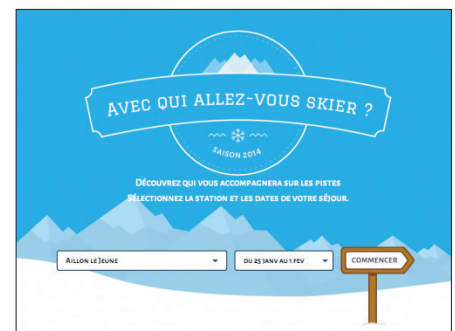 AVEC QUI ALLEZ-VOUS SKIER ?
SAISON 2014
DÉCOUVREZ QUI VOUS ACCOMPAGNERA SUR LES PISTES
SÉLECTIONNEZ LA STATION ET LES DATES DE VOTRE SÉJOUR.
AILLON LE JEUNE
DU 25 JANV AU 1 FEV
COMMENCER